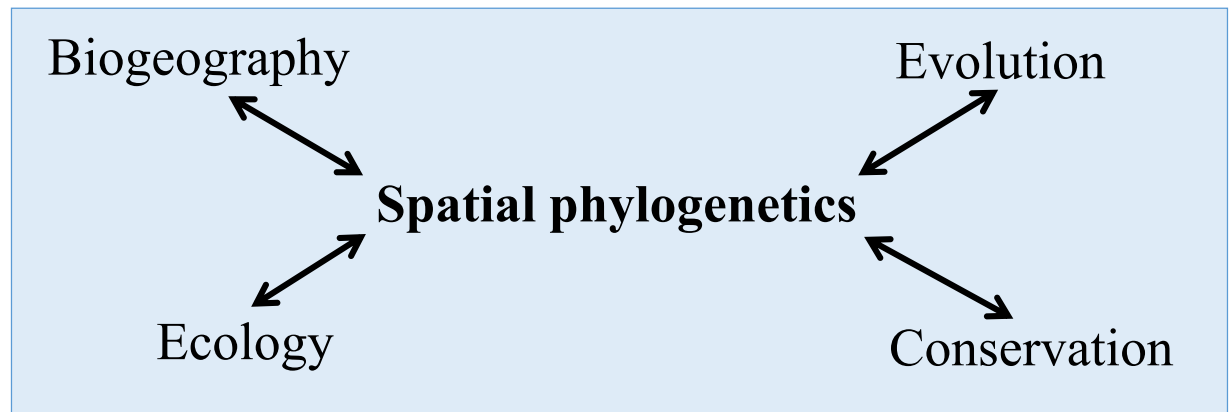 Biogeography
Evolution
Spatial phylogenetics
Ecology
Conservation